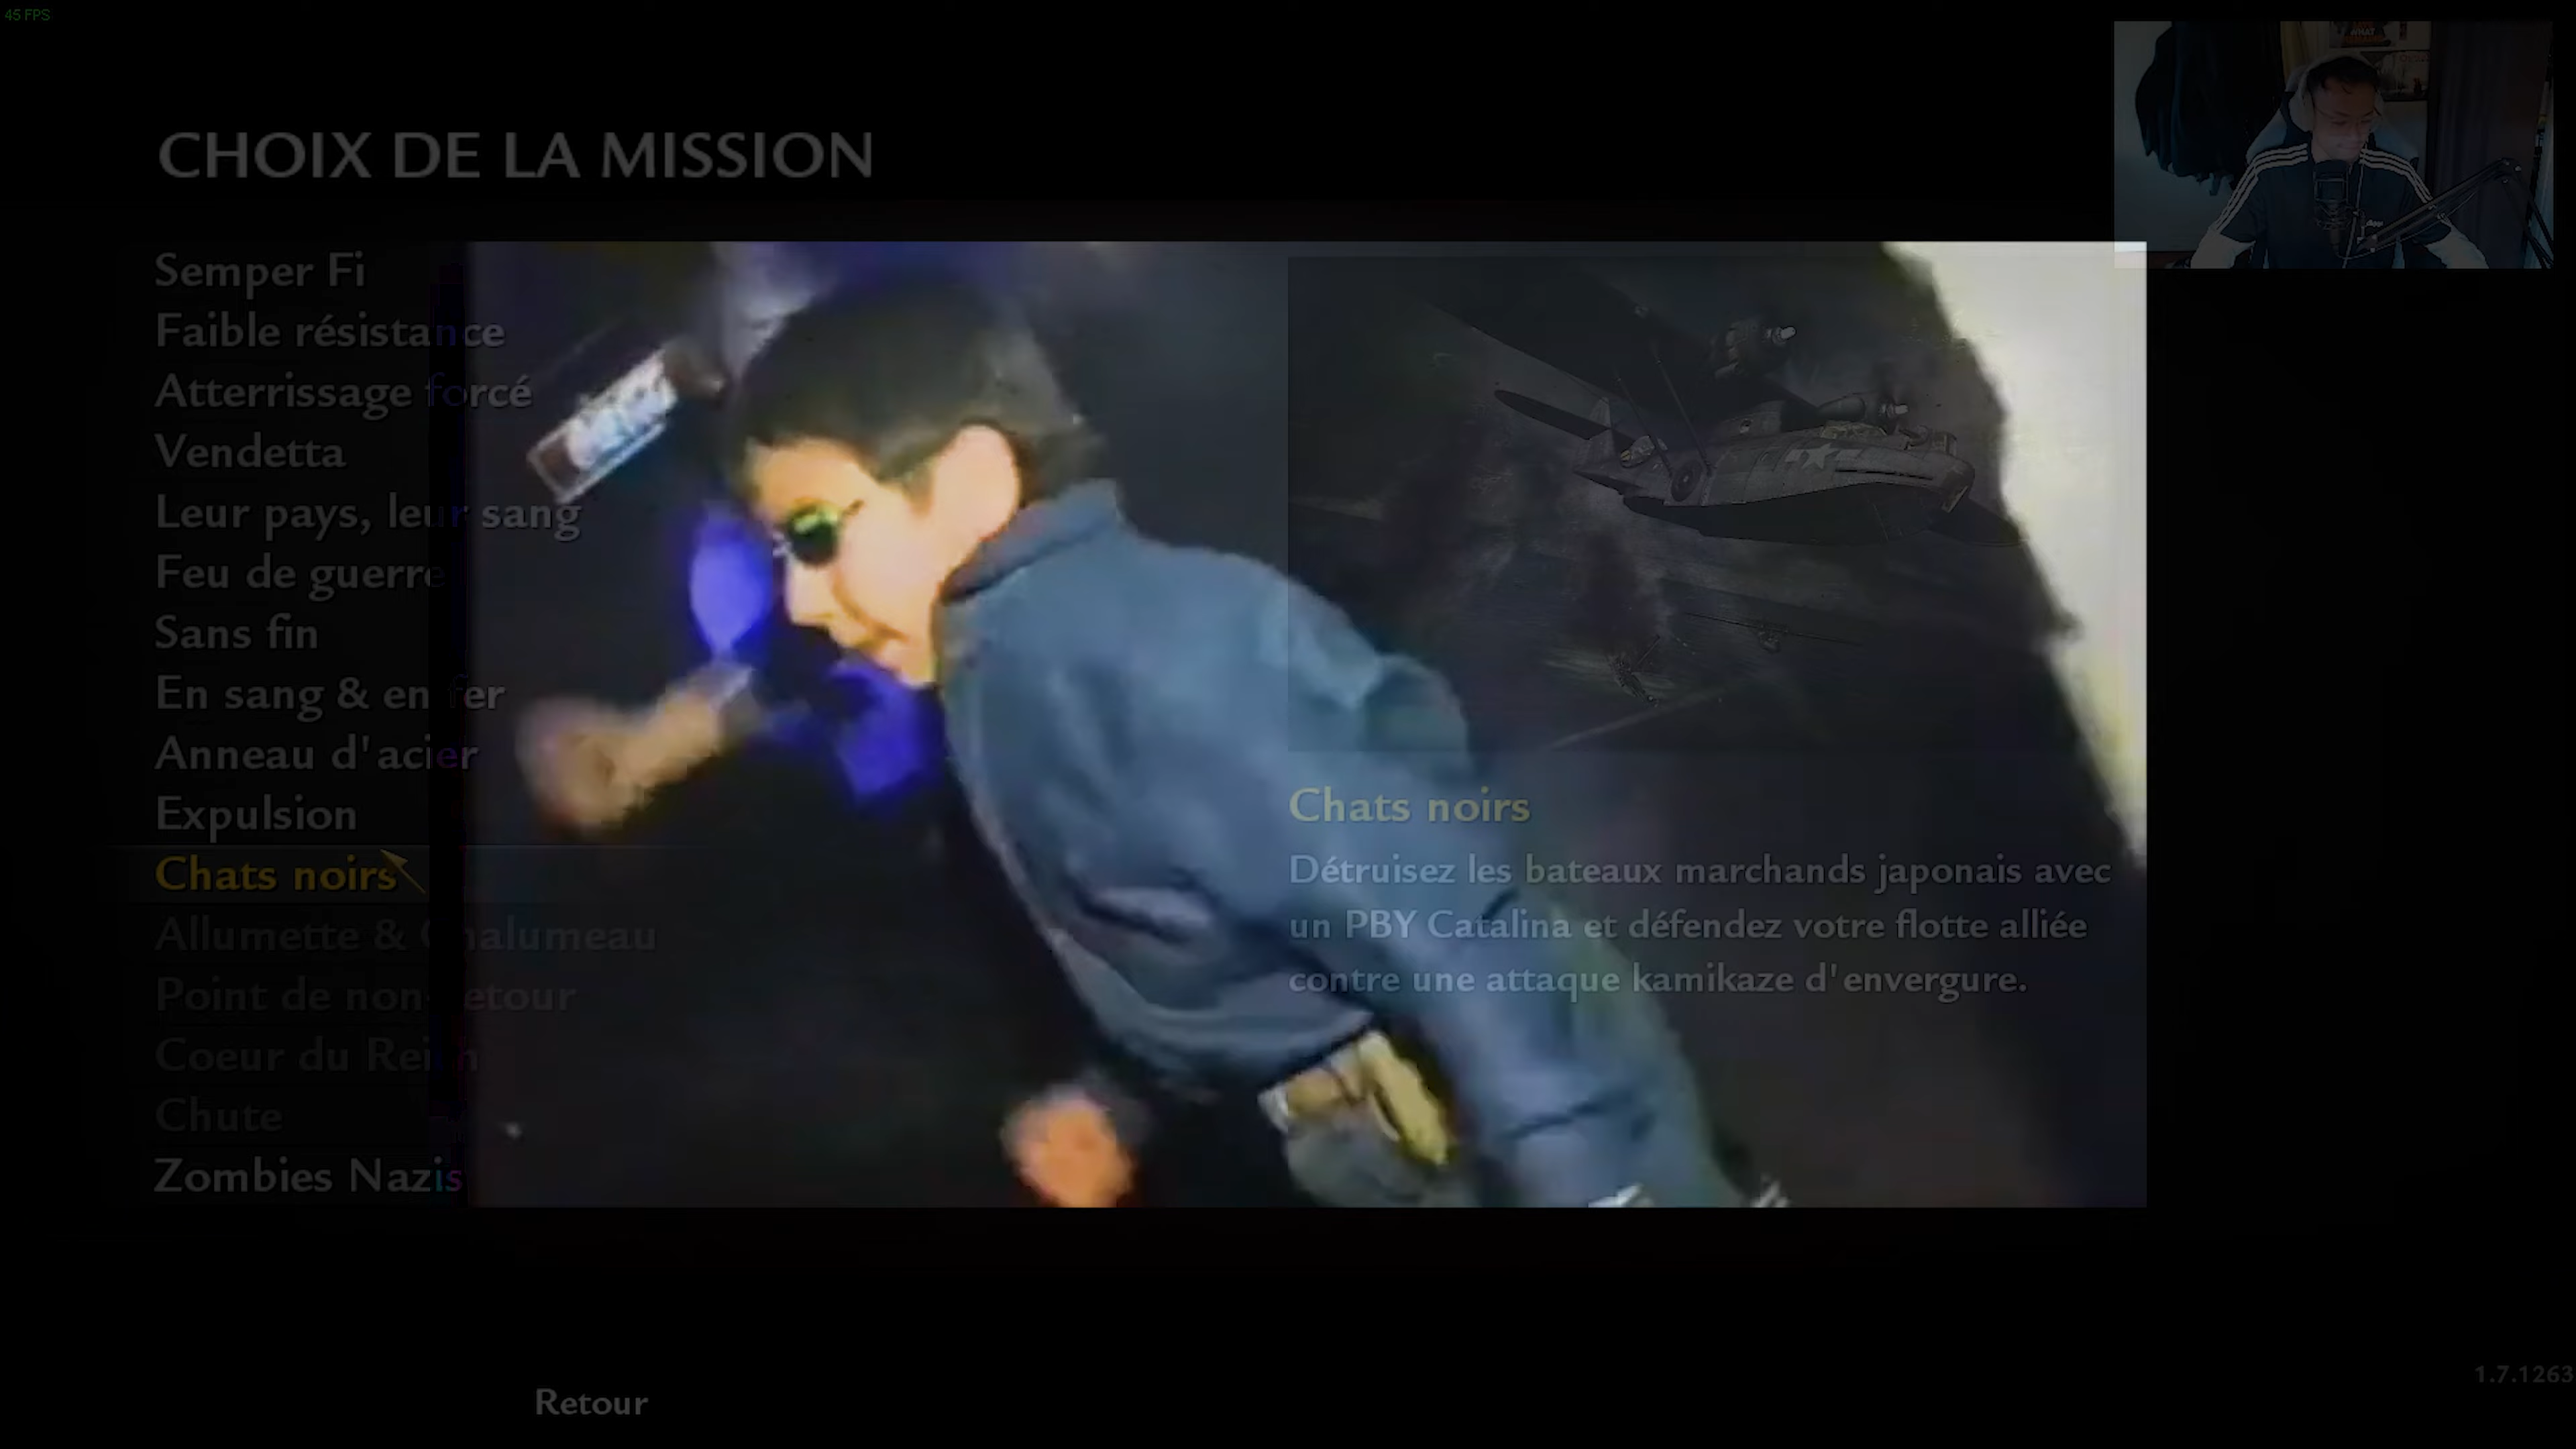 45 FPS
CHOIX DE LA MISSION
Semper Fi
Faible résistance
Atterrissage forcé
Vendetta
Leur pays, leur sang
Feu de guerre
Sans fin
En sang & en fer
Anneau d'acier
Expulsion
Chats noirs
Allumette & Chalumeau
Point de non-retour
Coeur du Reich
Chute
Zombies Nazis
Chats noirs
Détruisez les bateaux marchands japonais avec
un PBY Catalina et défendez votre flotte alliée
contre une attaque kamikaze d'envergure.
Retour
1.7.1263